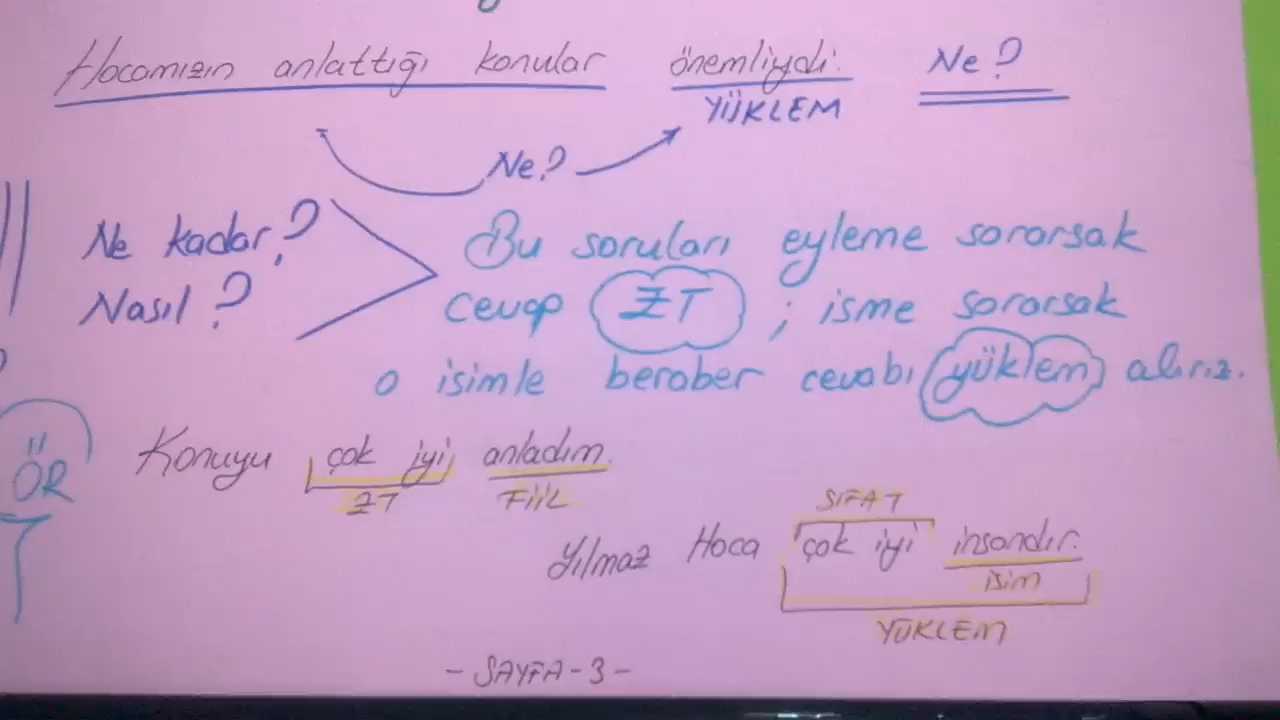 Hocamızın anlattığı konular önemliydi. Ne?
YÜKLEM
Ne?
Ne kadar?
Nasıl?
Bu soruları eyleme sorarsak
cevap ZT ; isme sorarsak
o isimle beraber cevabı yüklem alırız.
ÖR
Konuyu çok iyi anladım.
ZT FİİL
SIFAT
Yılmaz Hoca çok iyi insandır.
isim
YÜKLEM
- SAYFA - 3 -